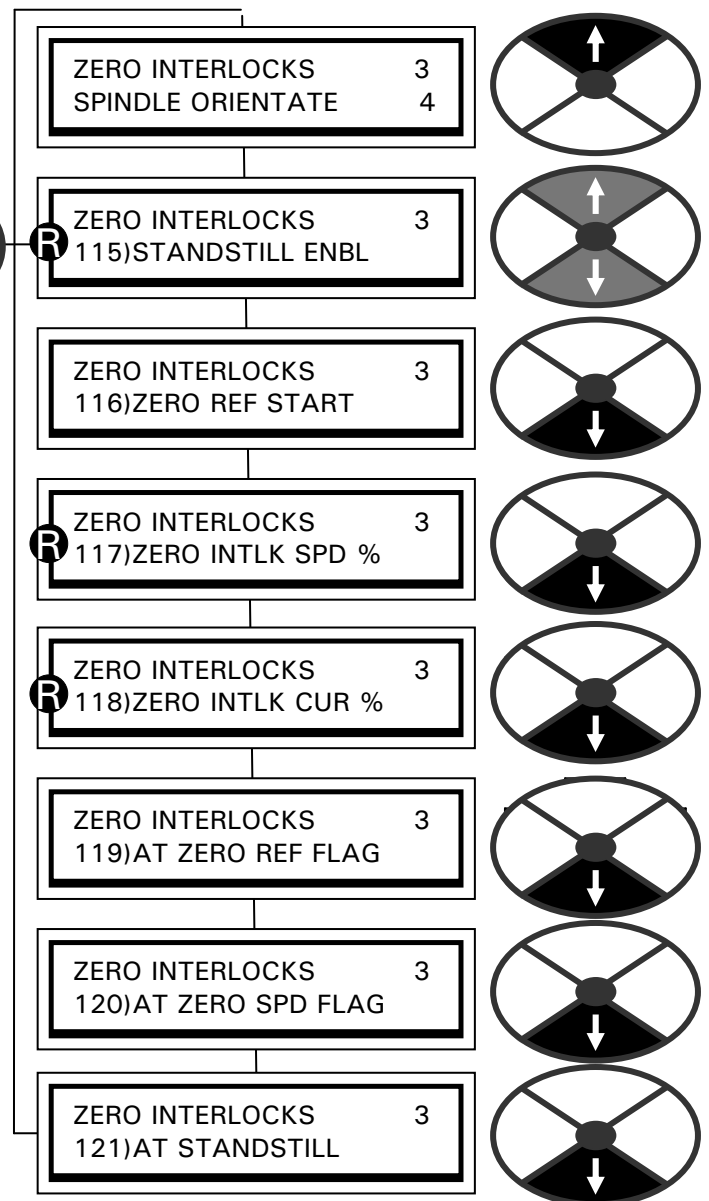 ZERO INTERLOCKS 3
SPINDLE ORIENTATE 4
ZERO INTERLOCKS 3
R 115)STANDSTILL ENBL
ZERO INTERLOCKS 3
116)ZERO REF START
ZERO INTERLOCKS 3
R 117)ZERO INTLK SPD %
ZERO INTERLOCKS 3
R 118)ZERO INTLK CUR %
ZERO INTERLOCKS 3
119)AT ZERO REF FLAG
ZERO INTERLOCKS 3
120)AT ZERO SPD FLAG
ZERO INTERLOCKS 3
121)AT STANDSTILL